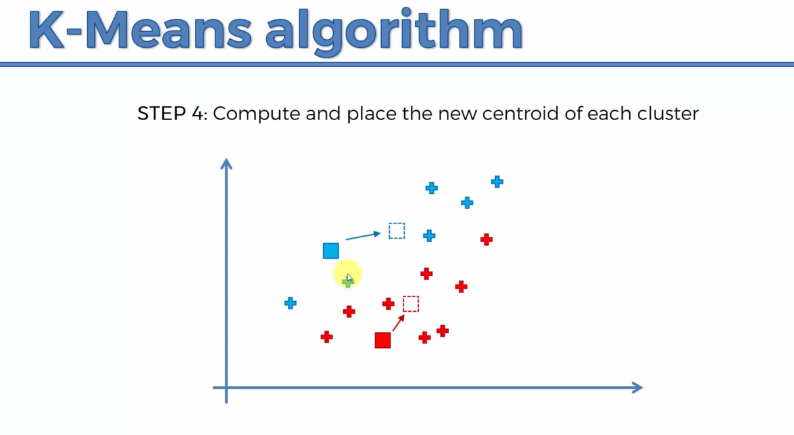 K-Means algorithm
STEP 4: Compute and place the new centroid of each cluster